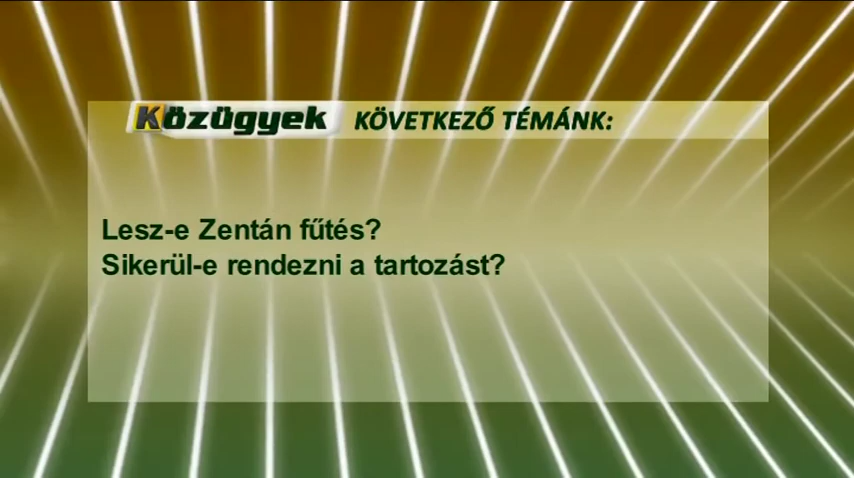 Közügyek KÖVETKEZŐ TÉMÁNK:
Lesz-e Zentán fűtés?
Sikerül-e rendezni a tartozást?